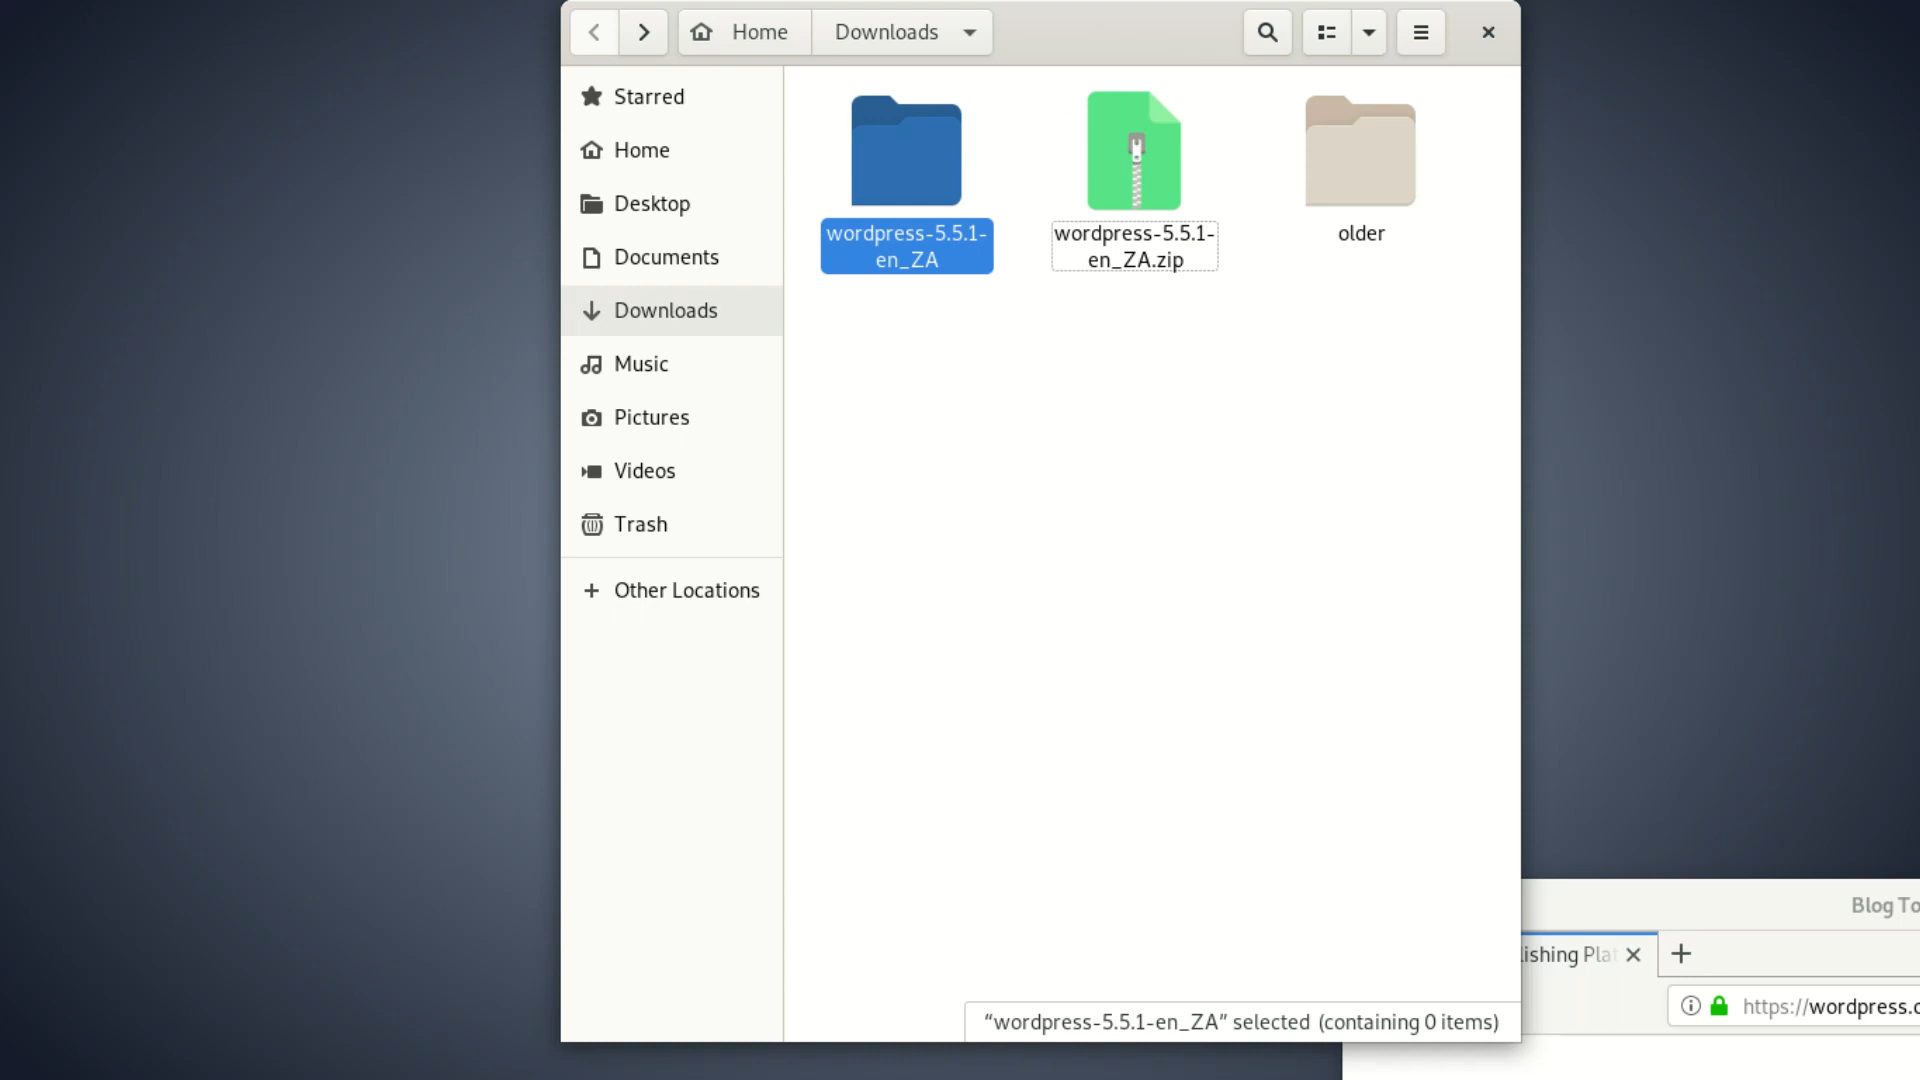 Home
Downloads
Starred
Home
Desktop
Documents
Downloads
Music
Pictures
Videos
Trash
Other Locations
wordpress-5.5.1-
en_ZA
wordpress-5.5.1-
en_ZA.zip
older
“wordpress-5.5.1-en_ZA” selected (containing 0 items)
Blog To
lishing Plat
https://wordpress.o